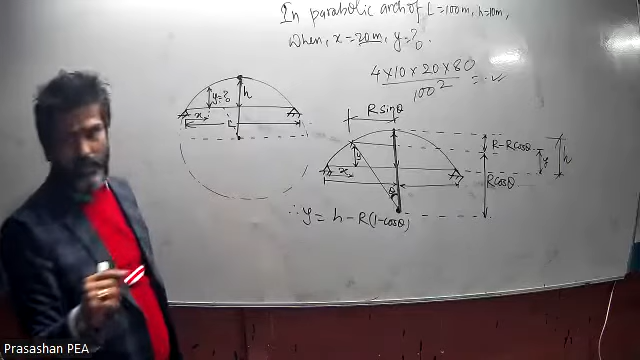 In parabolic arch of L=100m, h=10m,
when, x = 20m, y=?.
4×10×20×80
100²
= ✓
R sinθ
y=?
h
x
L
R-Rcosθ
y
h
y
x
Rcosθ
θ
∴ y = h - R(1-cosθ)
Prasashan PEA